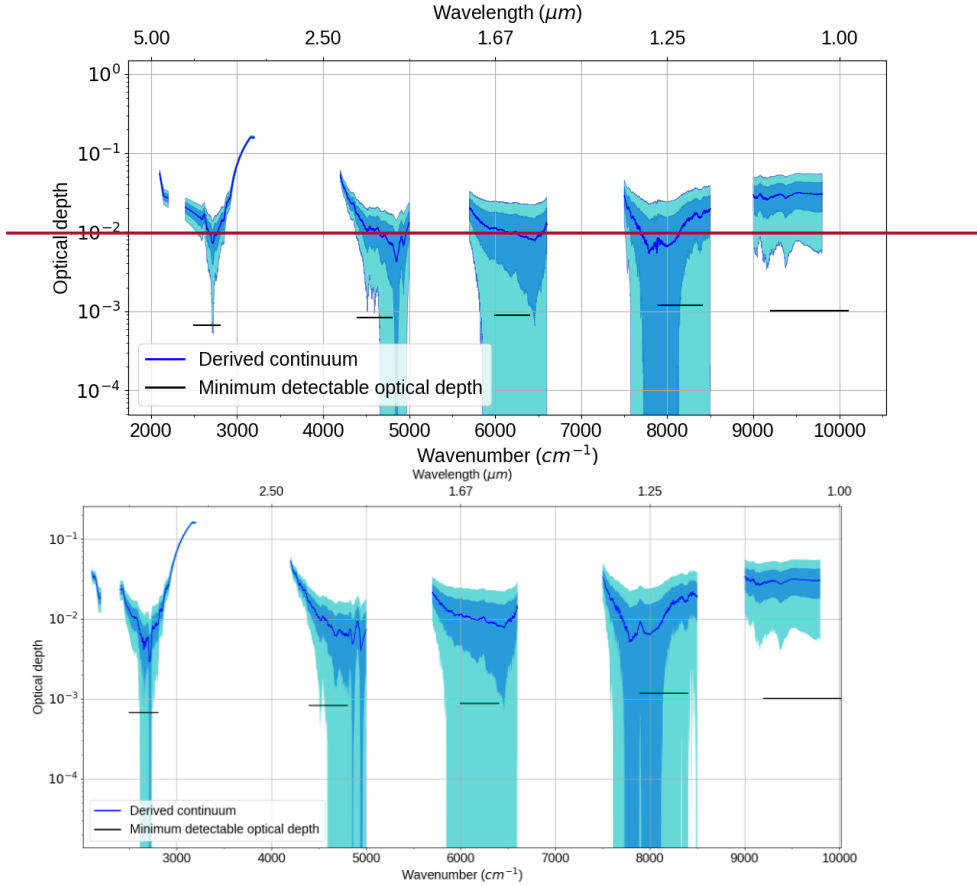 Wavelength (μm)
5.00 2.50 1.67 1.25 1.00
10⁰
10⁻¹
10⁻²
10⁻³
10⁻⁴
Optical depth
Derived continuum
Minimum detectable optical depth
2000 3000 4000 5000 6000 7000 8000 9000 10000
Wavenumber (cm⁻¹)
Wavelength (μm)
2.50 1.67 1.25 1.00
10⁻¹
10⁻²
10⁻³
10⁻⁴
Optical depth
Derived continuum
Minimum detectable optical depth
3000 4000 5000 6000 7000 8000 9000 10000
Wavenumber (cm⁻¹)